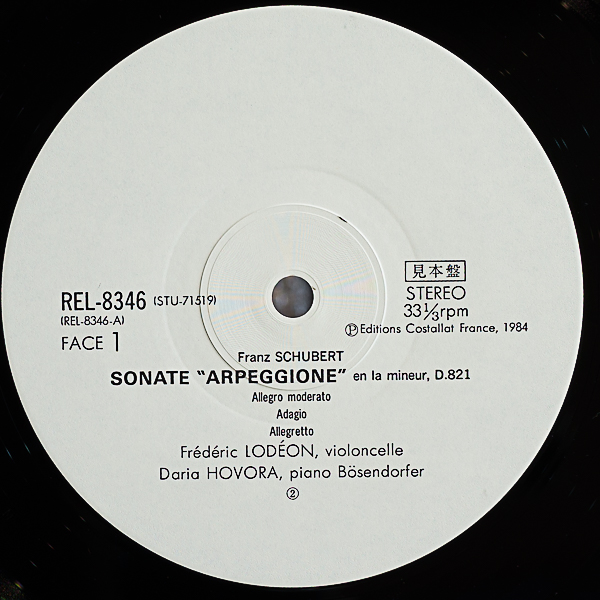 REL-8346 (STU-71519)
(REL-8346-A)
FACE 1
見本盤
STEREO
33⅓rpm
ⓟEditions Costallat France, 1984
Franz SCHUBERT
SONATE "ARPEGGIONE" en la mineur, D.821
Allegro moderato
Adagio
Allegretto
Frédéric LODÉON, violoncelle
Daria HOVORA, piano Bösendorfer
②